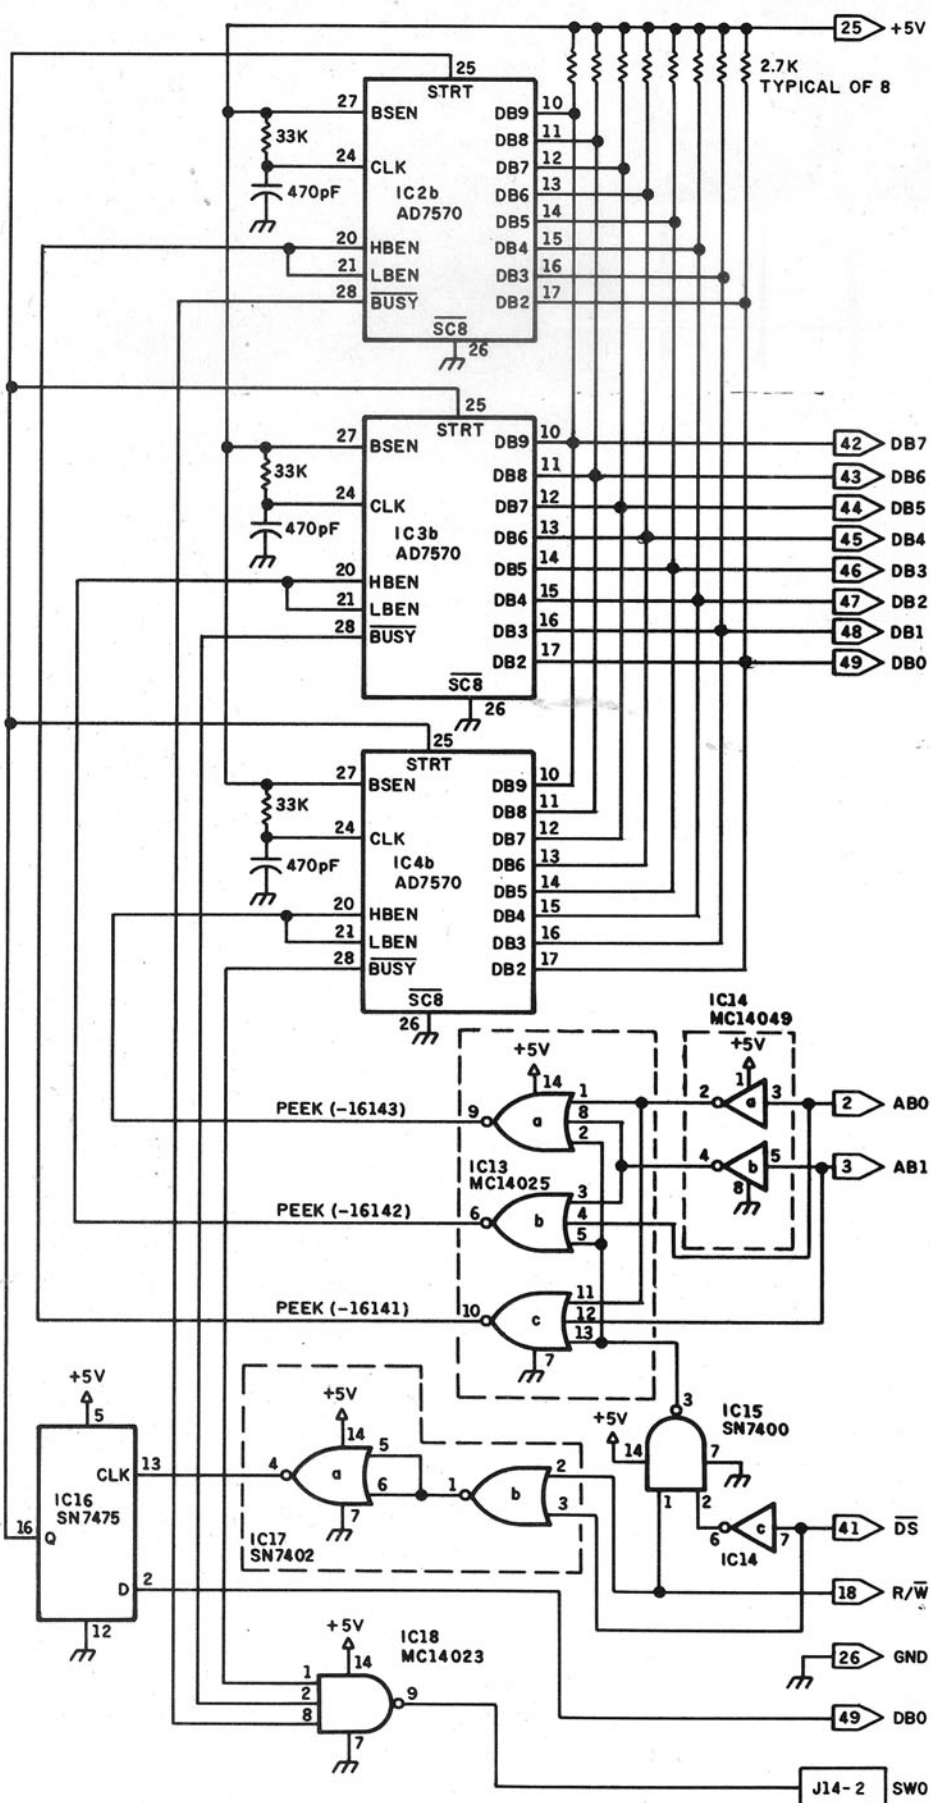 25 +5V
2.7K
TYPICAL OF 8
25
STRT
27 BSEN DB9 10
33K
DB8 11
24 CLK DB7 12
470pF
IC2b
AD7570
DB6 13
DB5 14
20 HBEN DB4 15
21 LBEN DB3 16
28 BUSY DB2 17
SC8
26
25
STRT
27 BSEN DB9 10 42 DB7
33K
DB8 11 43 DB6
24 CLK DB7 12 44 DB5
470pF
IC3b
AD7570
DB6 13 45 DB4
DB5 14 46 DB3
20 HBEN DB4 15 47 DB2
21 LBEN DB3 16 48 DB1
28 BUSY DB2 17 49 DB0
SC8
26
25
STRT
27 BSEN DB9 10
33K
DB8 11
24 CLK DB7 12
470pF
IC4b
AD7570
DB6 13
DB5 14
20 HBEN DB4 15
21 LBEN DB3 16
28 BUSY DB2 17
SC8
26
IC14
MC14049
+5V
+5V
PEEK (-16143) 9 a 14 1 8 2
2 a 1 3 2 AB0
4 b 5 8 3 AB1
IC13
MC14025
PEEK (-16142) 6 b 3 4 5
PEEK (-16141) 10 c 11 12 13
7
+5V
5
CLK 13
IC16
SN7475
16 Q
D 2
12
+5V
14
4 a 5 6
7
1 b 2 3
IC17
SN7402
3
IC15
SN7400
+5V
14 7
1 2
6 c 7
IC14
41 DS
18 R/W
26 GND
49 DB0
+5V
14
IC18
MC14023
1
2
8
9
7
J14-2 SW0